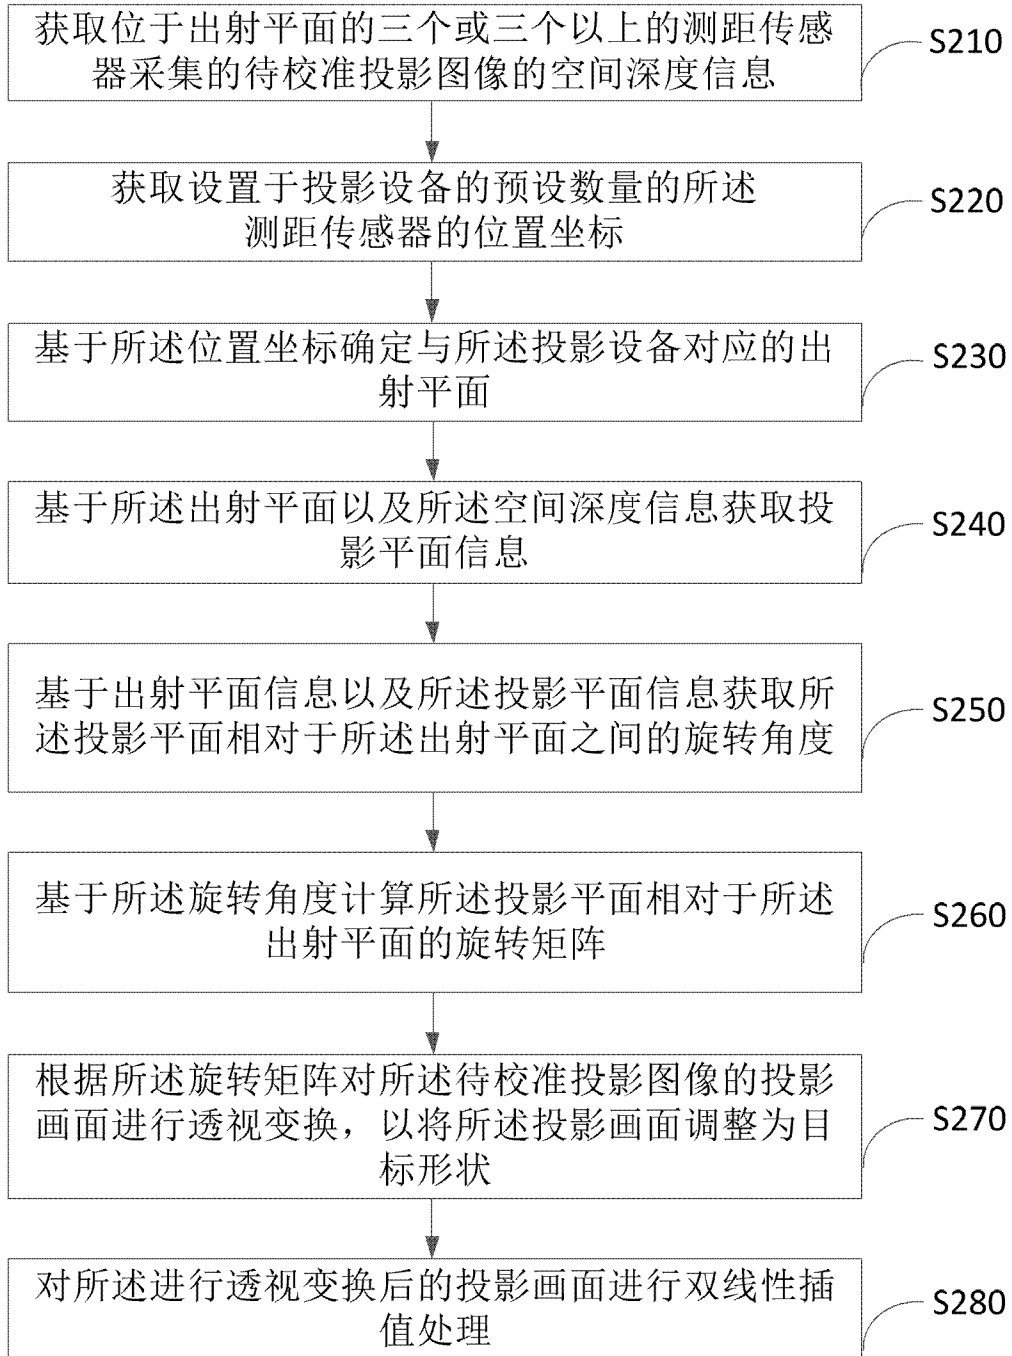 获取位于出射平面的三个或三个以上的测距传感
器采集的待校准投影图像的空间深度信息
S210
获取设置于投影设备的预设数量的所述
测距传感器的位置坐标
S220
基于所述位置坐标确定与所述投影设备对应的出
射平面
S230
基于所述出射平面以及所述空间深度信息获取投
影平面信息
S240
基于出射平面信息以及所述投影平面信息获取所
述投影平面相对于所述出射平面之间的旋转角度
S250
基于所述旋转角度计算所述投影平面相对于所述
出射平面的旋转矩阵
S260
根据所述旋转矩阵对所述待校准投影图像的投影
画面进行透视变换，以将所述投影画面调整为目
标形状
S270
对所述进行透视变换后的投影画面进行双线性插
值处理
S280